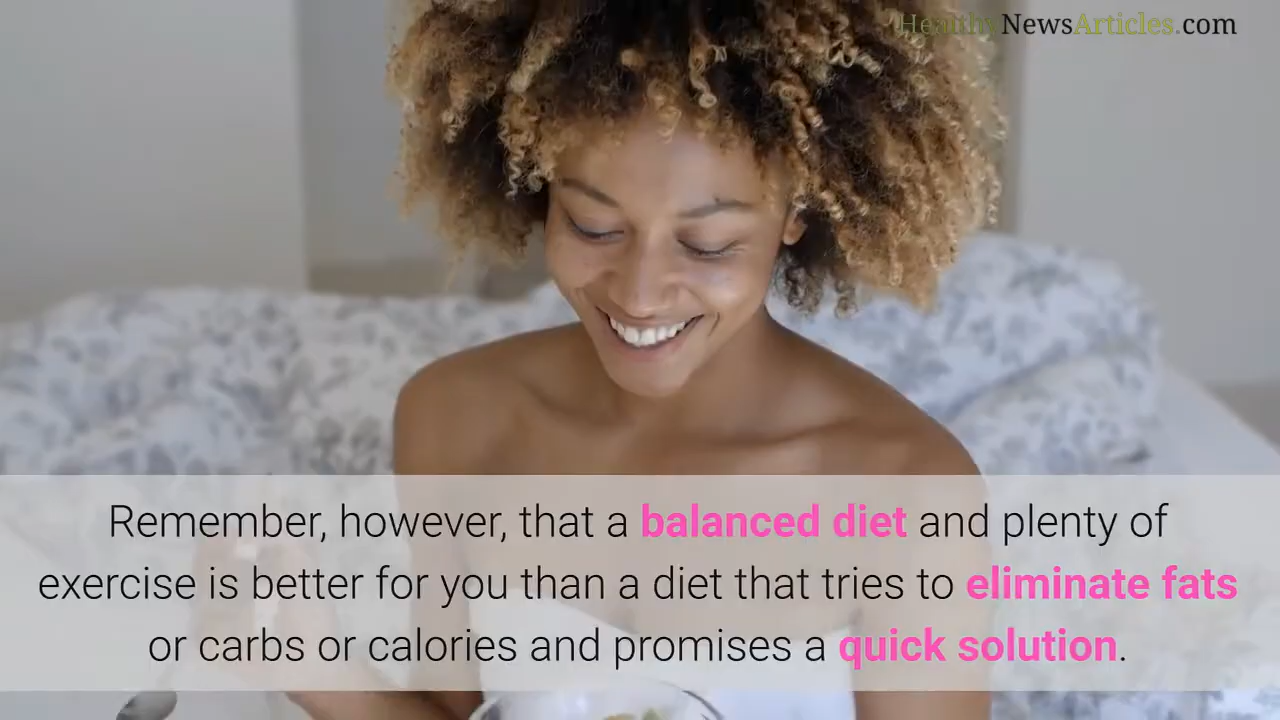 HealthyNewsArticles.com
Remember, however, that a balanced diet and plenty of
exercise is better for you than a diet that tries to eliminate fats
or carbs or calories and promises a quick solution.